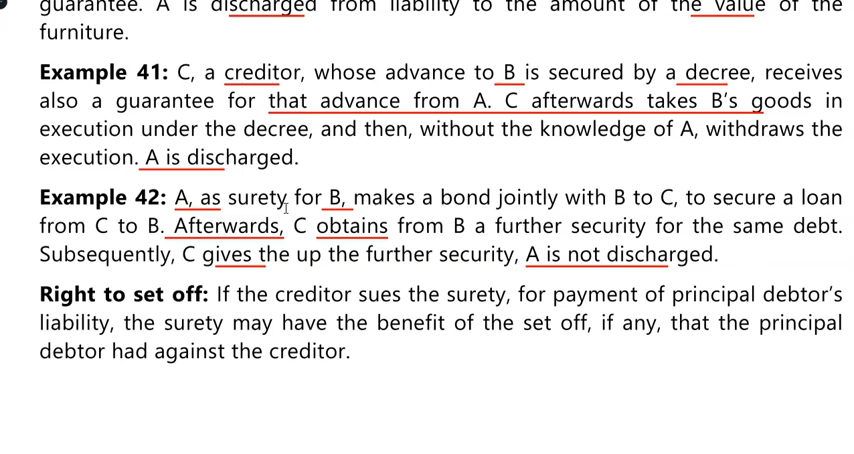 guarantee. A is discharged from liability to the amount of the value of the
furniture.
Example 41: C, a creditor, whose advance to B is secured by a decree, receives
also a guarantee for that advance from A. C afterwards takes B's goods in
execution under the decree, and then, without the knowledge of A, withdraws the
execution. A is discharged.
Example 42: A, as surety for B, makes a bond jointly with B to C, to secure a loan
from C to B. Afterwards, C obtains from B a further security for the same debt.
Subsequently, C gives the up the further security, A is not discharged.
Right to set off: If the creditor sues the surety, for payment of principal debtor's
liability, the surety may have the benefit of the set off, if any, that the principal
debtor had against the creditor.